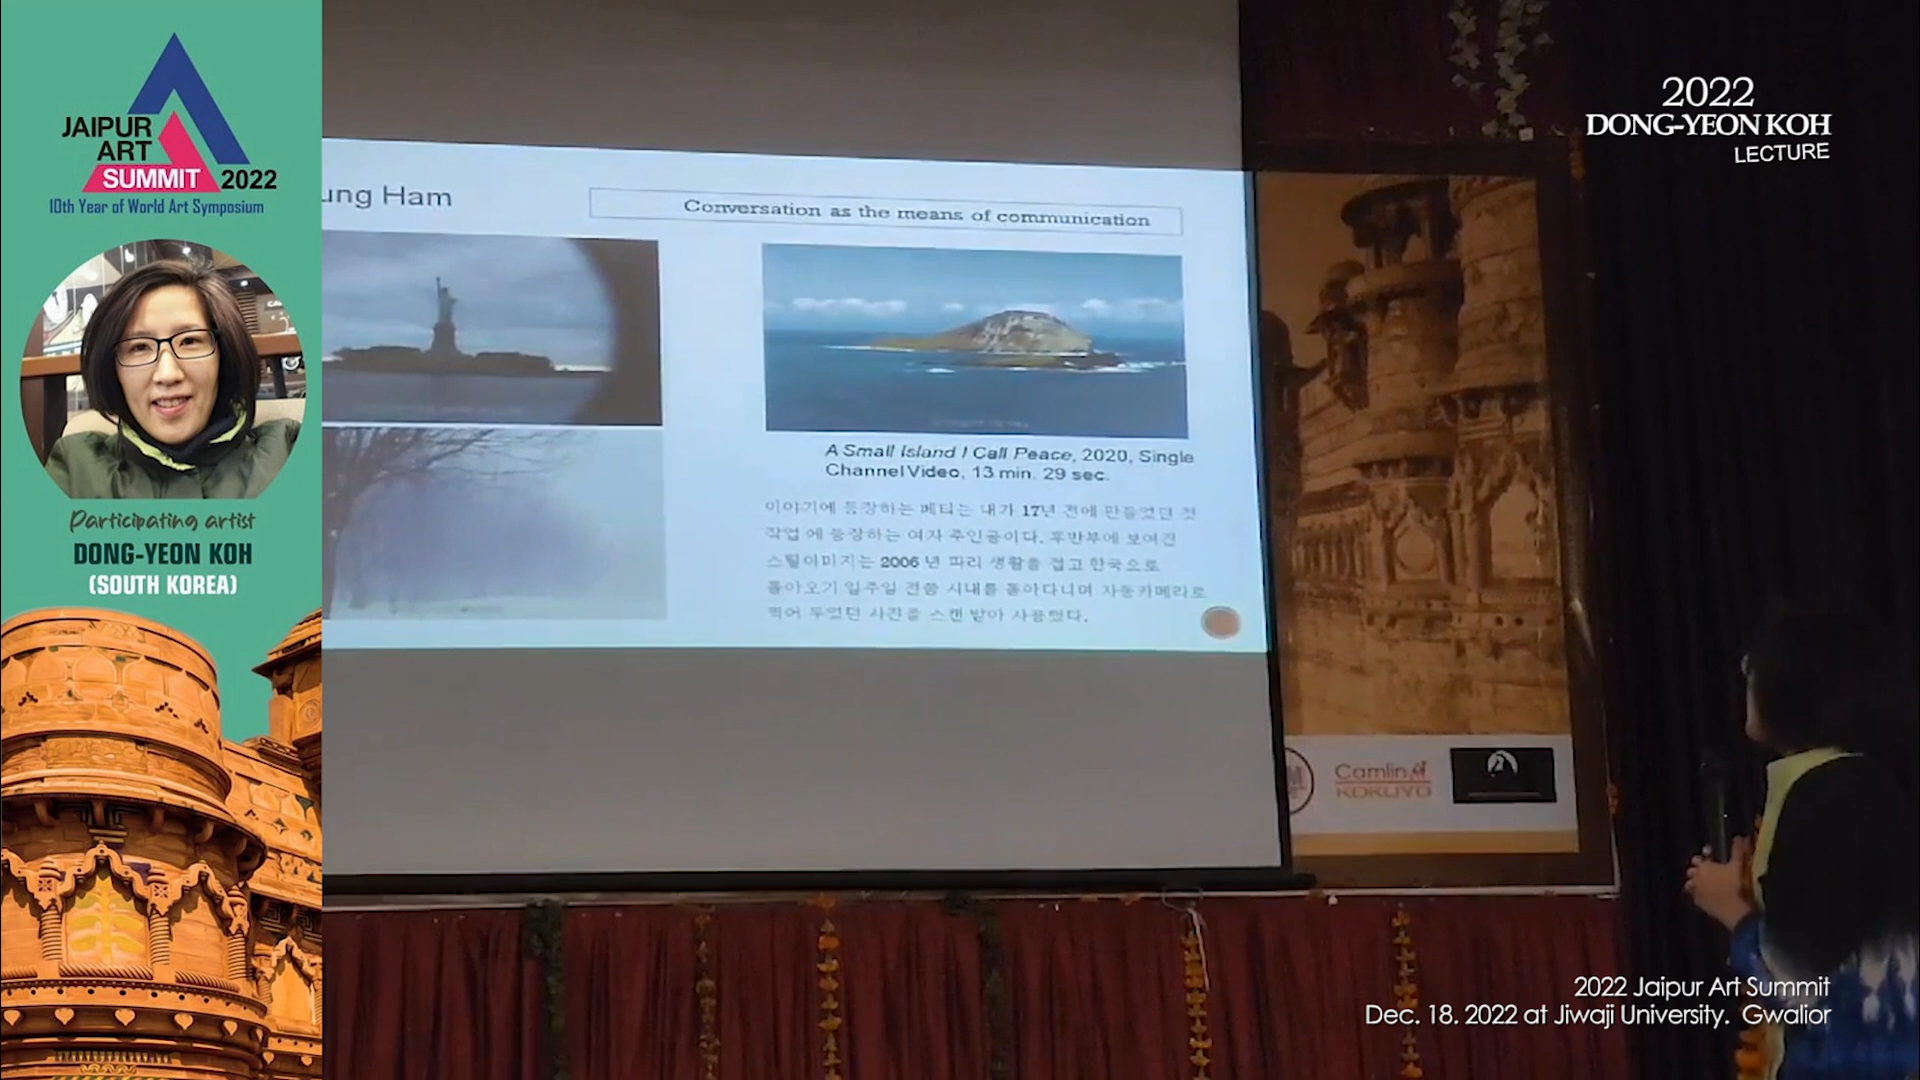 JAIPUR
ART
SUMMIT 2022
10th Year of World Art Symposium
Participating artist
DONG-YEON KOH
(SOUTH KOREA)
ung Ham
Conversation as the means of communication
A Small Island I Call Peace, 2020, Single
Channel Video, 13 min. 29 sec.
이야기에 등장하는 베티는 내가 17년 전에 만들었던 첫
작업 에 등장하는 여자 주인공이다. 후반부에 보여진
스틸이미지는 2006 년 파리 생활을 접고 한국으로
돌아오기 일주일 전쯤 시내를 돌아다니며 자동카메라로
찍어 두었던 사진을 스캔 받아 사용했다.
Camlin
KOKUYO
2022
DONG-YEON KOH
LECTURE
2022 Jaipur Art Summit
Dec. 18. 2022 at Jiwaji University. Gwalior